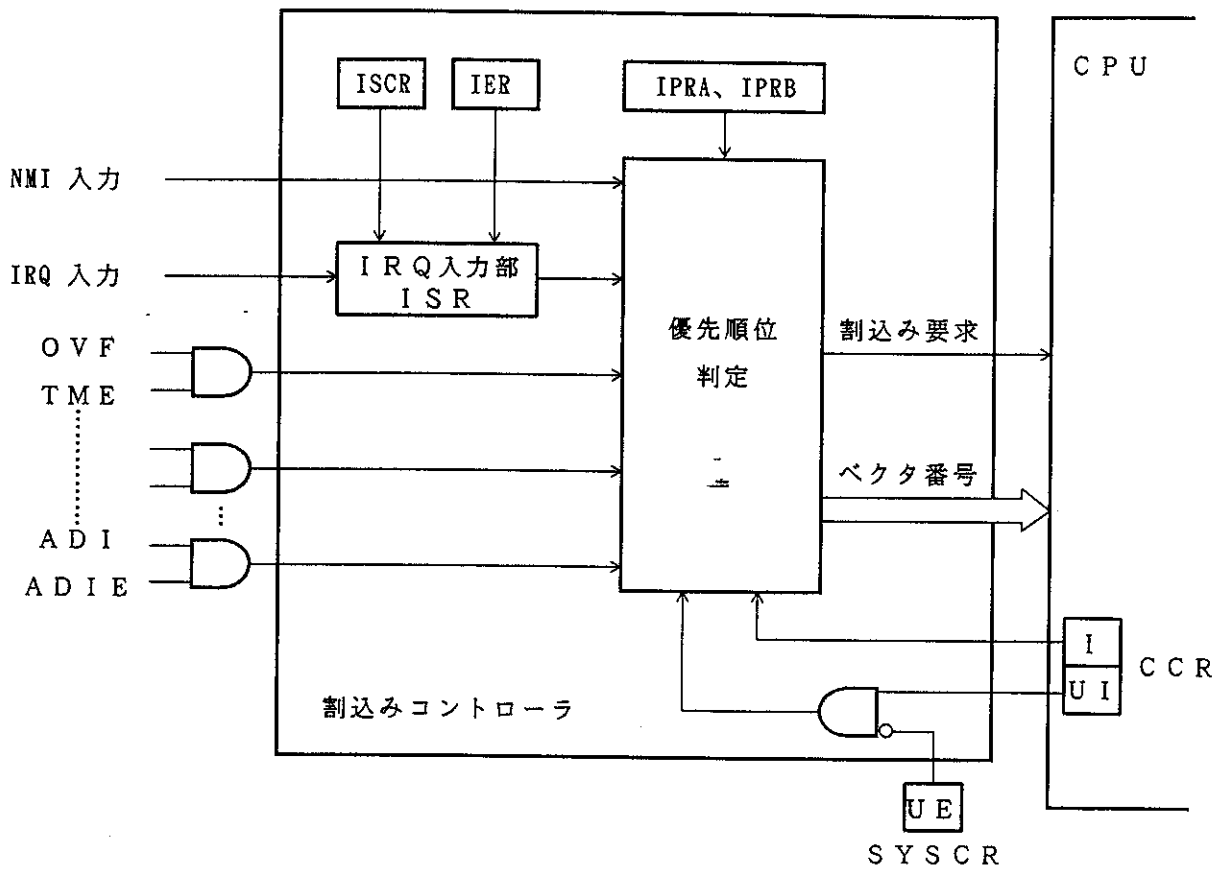 CPU
ISCR
IER
IPRA、IPRB
NMI 入力
IRQ 入力
IRQ入力部
ISR
OVF
TME
優先順位
判定
割込み要求
ベクタ番号
ADI
ADIE
I
UI
CCR
割込みコントローラ
UE
SYSCR